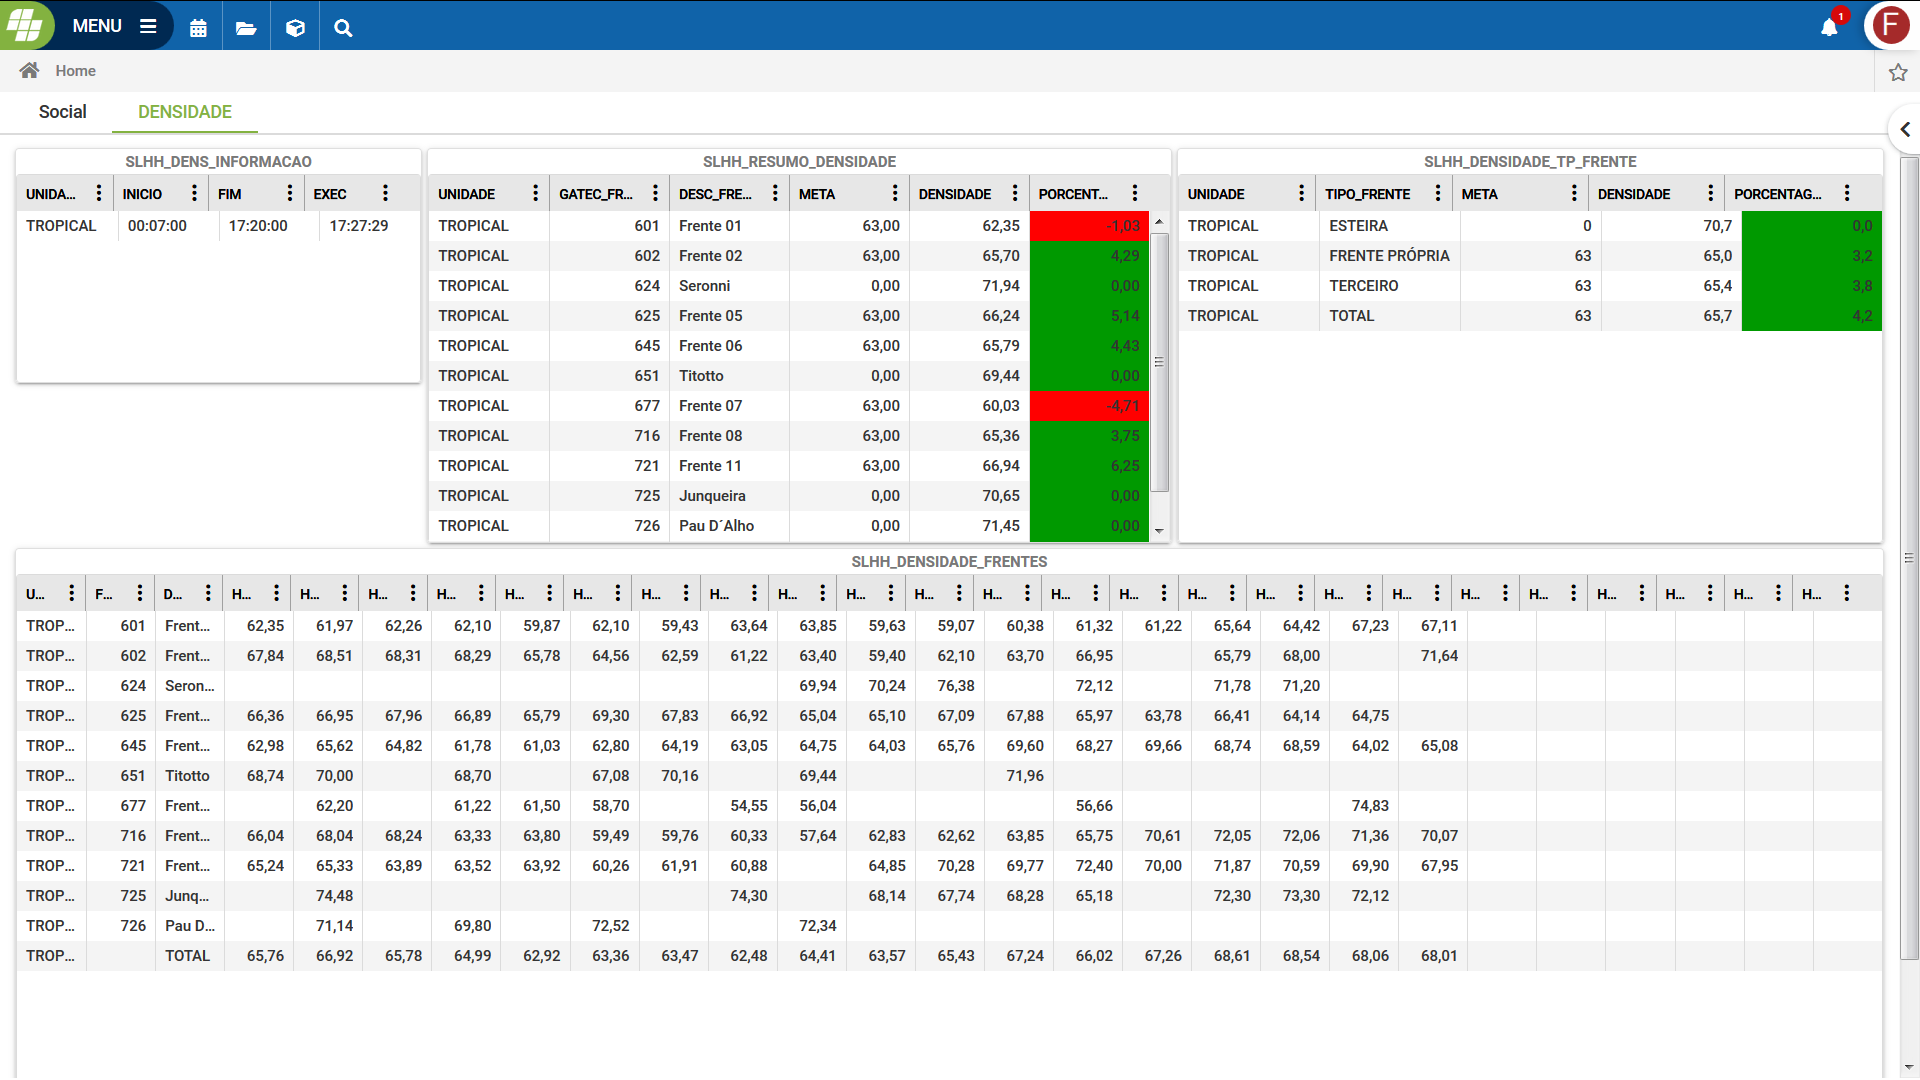 MENU
1
F
Home
Social DENSIDADE
SLHH_DENS_INFORMACAO
UNIDA... INICIO FIM EXEC
TROPICAL 00:07:00 17:20:00 17:27:29
SLHH_RESUMO_DENSIDADE
UNIDADE GATEC_FR... DESC_FRE... META DENSIDADE PORCENT...
TROPICAL 601 Frente 01 63,00 62,35 -1,03
TROPICAL 602 Frente 02 63,00 65,70 4,29
TROPICAL 624 Seronni 0,00 71,94 0,00
TROPICAL 625 Frente 05 63,00 66,24 5,14
TROPICAL 645 Frente 06 63,00 65,79 4,43
TROPICAL 651 Titotto 0,00 69,44 0,00
TROPICAL 677 Frente 07 63,00 60,03 -4,71
TROPICAL 716 Frente 08 63,00 65,36 3,75
TROPICAL 721 Frente 11 63,00 66,94 6,25
TROPICAL 725 Junqueira 0,00 70,65 0,00
TROPICAL 726 Pau D´Alho 0,00 71,45 0,00
SLHH_DENSIDADE_TP_FRENTE
UNIDADE TIPO_FRENTE META DENSIDADE PORCENTAG...
TROPICAL ESTEIRA 0 70,7 0,0
TROPICAL FRENTE PRÓPRIA 63 65,0 3,2
TROPICAL TERCEIRO 63 65,4 3,8
TROPICAL TOTAL 63 65,7 4,2
SLHH_DENSIDADE_FRENTES
U... F... D... H... H... H... H... H... H... H... H... H... H... H... H... H... H... H... H... H... H... H... H... H... H... H... H...
TROP... 601 Frent... 62,35 61,97 62,26 62,10 59,87 62,10 59,43 63,64 63,85 59,63 59,07 60,38 61,32 61,22 65,64 64,42 67,23 67,11
TROP... 602 Frent... 67,84 68,51 68,31 68,29 65,78 64,56 62,59 61,22 63,40 59,40 62,10 63,70 66,95 65,79 68,00 71,64
TROP... 624 Seron... 69,94 70,24 76,38 72,12 71,78 71,20
TROP... 625 Frent... 66,36 66,95 67,96 66,89 65,79 69,30 67,83 66,92 65,04 65,10 67,09 67,88 65,97 63,78 66,41 64,14 64,75
TROP... 645 Frent... 62,98 65,62 64,82 61,78 61,03 62,80 64,19 63,05 64,75 64,03 65,76 69,60 68,27 69,66 68,74 68,59 64,02 65,08
TROP... 651 Titotto 68,74 70,00 68,70 67,08 70,16 69,44 71,96
TROP... 677 Frent... 62,20 61,22 61,50 58,70 54,55 56,04 56,66 74,83
TROP... 716 Frent... 66,04 68,04 68,24 63,33 63,80 59,49 59,76 60,33 57,64 62,83 62,62 63,85 65,75 70,61 72,05 72,06 71,36 70,07
TROP... 721 Frent... 65,24 65,33 63,89 63,52 63,92 60,26 61,91 60,88 64,85 70,28 69,77 72,40 70,00 71,87 70,59 69,90 67,95
TROP... 725 Junq... 74,48 74,30 68,14 67,74 68,28 65,18 72,30 73,30 72,12
TROP... 726 Pau D... 71,14 69,80 72,52 72,34
TROP... TOTAL 65,76 66,92 65,78 64,99 62,92 63,36 63,47 62,48 64,41 63,57 65,43 67,24 66,02 67,26 68,61 68,54 68,06 68,01